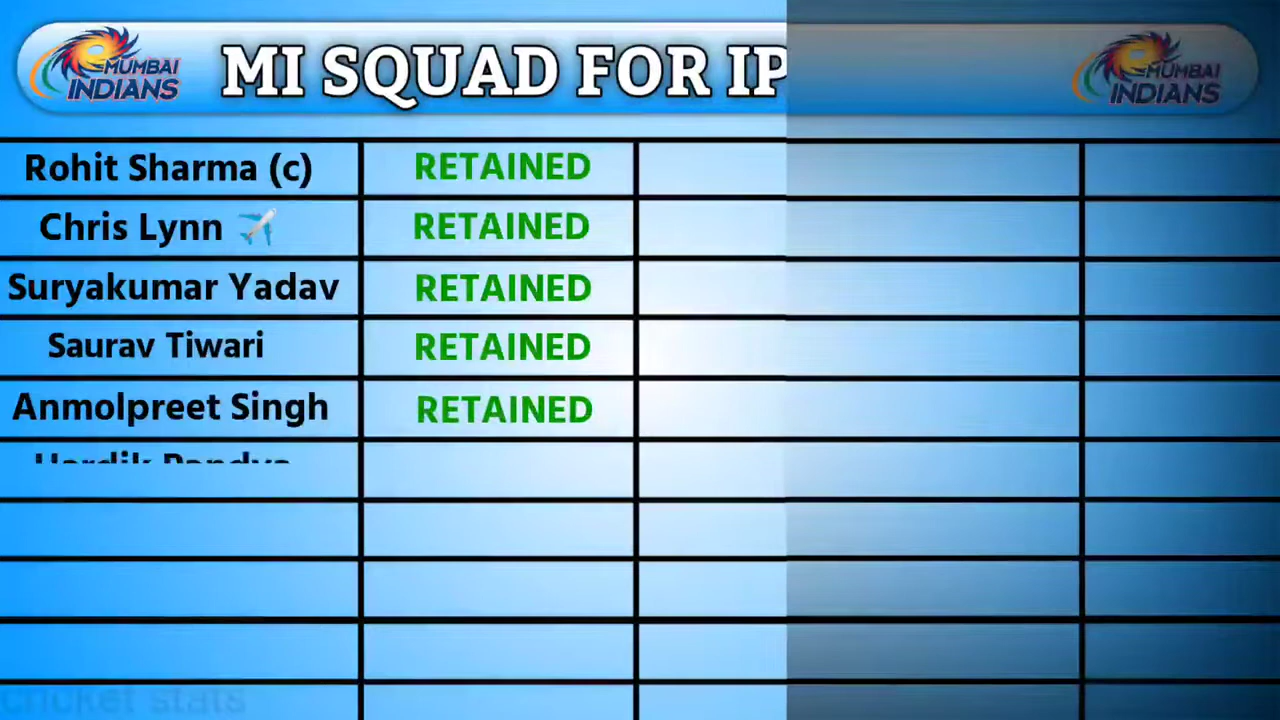 MUMBAI
INDIANS
MI SQUAD FOR IP
MUMBAI
INDIANS
Rohit Sharma (c) RETAINED
Chris Lynn ✈️ RETAINED
Suryakumar Yadav RETAINED
Saurav Tiwari RETAINED
Anmolpreet Singh RETAINED
Hardik Pandya
cricket stats